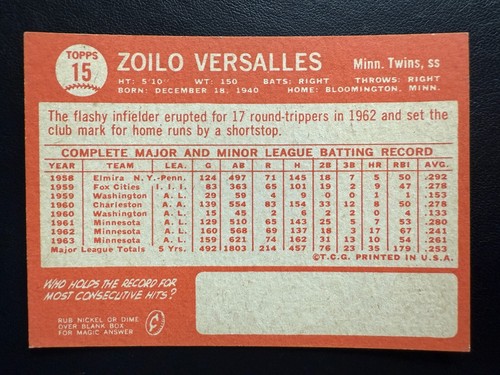 TOPPS
15
ZOILO VERSALLES Minn. Twins, ss
HT: 5'10" WT: 150 BATS: RIGHT THROWS: RIGHT
BORN: DECEMBER 18, 1940 HOME: BLOOMINGTON, MINN.
The flashy infielder erupted for 17 round-trippers in 1962 and set the
club mark for home runs by a shortstop.
COMPLETE MAJOR AND MINOR LEAGUE BATTING RECORD
YEAR TEAM LEA. G AB R H 2B 3B HR RBI AVG.
1958 Elmira N.Y.-Penn. 124 497 71 145 18 7 5 50 .292
1959 Fox Cities I. I. I. 83 363 65 101 19 2 9 47 .278
1959 Washington A. L. 29 59 4 9 0 0 1 1 .153
1960 Charleston A. A. 139 554 83 154 33 12 8 50 .278
1960 Washington A. L. 15 45 2 6 2 2 0 4 .133
1961 Minnesota A. L. 129 510 65 143 25 5 7 53 .280
1962 Minnesota A. L. 160 568 69 137 18 3 17 67 .241
1963 Minnesota A. L. 159 621 74 162 31 13 10 54 .261
Major League Totals 5 Yrs. 492 1803 214 457 76 23 35 179 .253
©T.C.G. PRINTED IN U.S.A.
WHO HOLDS THE RECORD FOR
MOST CONSECUTIVE HITS?
RUB NICKEL OR DIME
OVER BLANK BOX
FOR MAGIC ANSWER